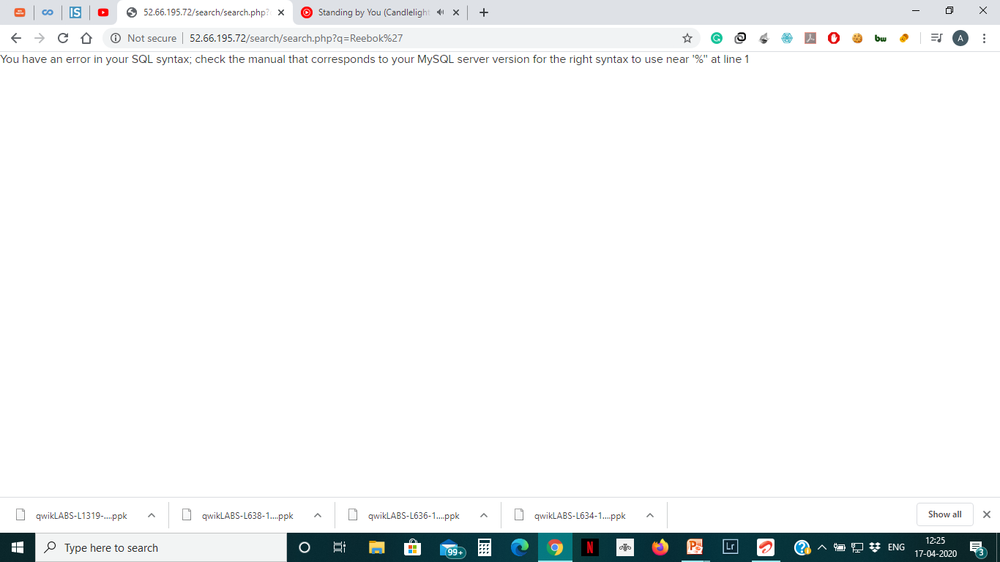 52.66.195.72/search/search.php?
Standing by You (Candlelight
Not secure 52.66.195.72/search/search.php?q=Reebok%27
You have an error in your SQL syntax; check the manual that corresponds to your MySQL server version for the right syntax to use near '%'' at line 1
qwikLABS-L1319-....ppk qwikLABS-L638-1....ppk qwikLABS-L636-1....ppk qwikLABS-L634-1....ppk Show all
Type here to search 99+ ENG 12:25
17-04-2020 3